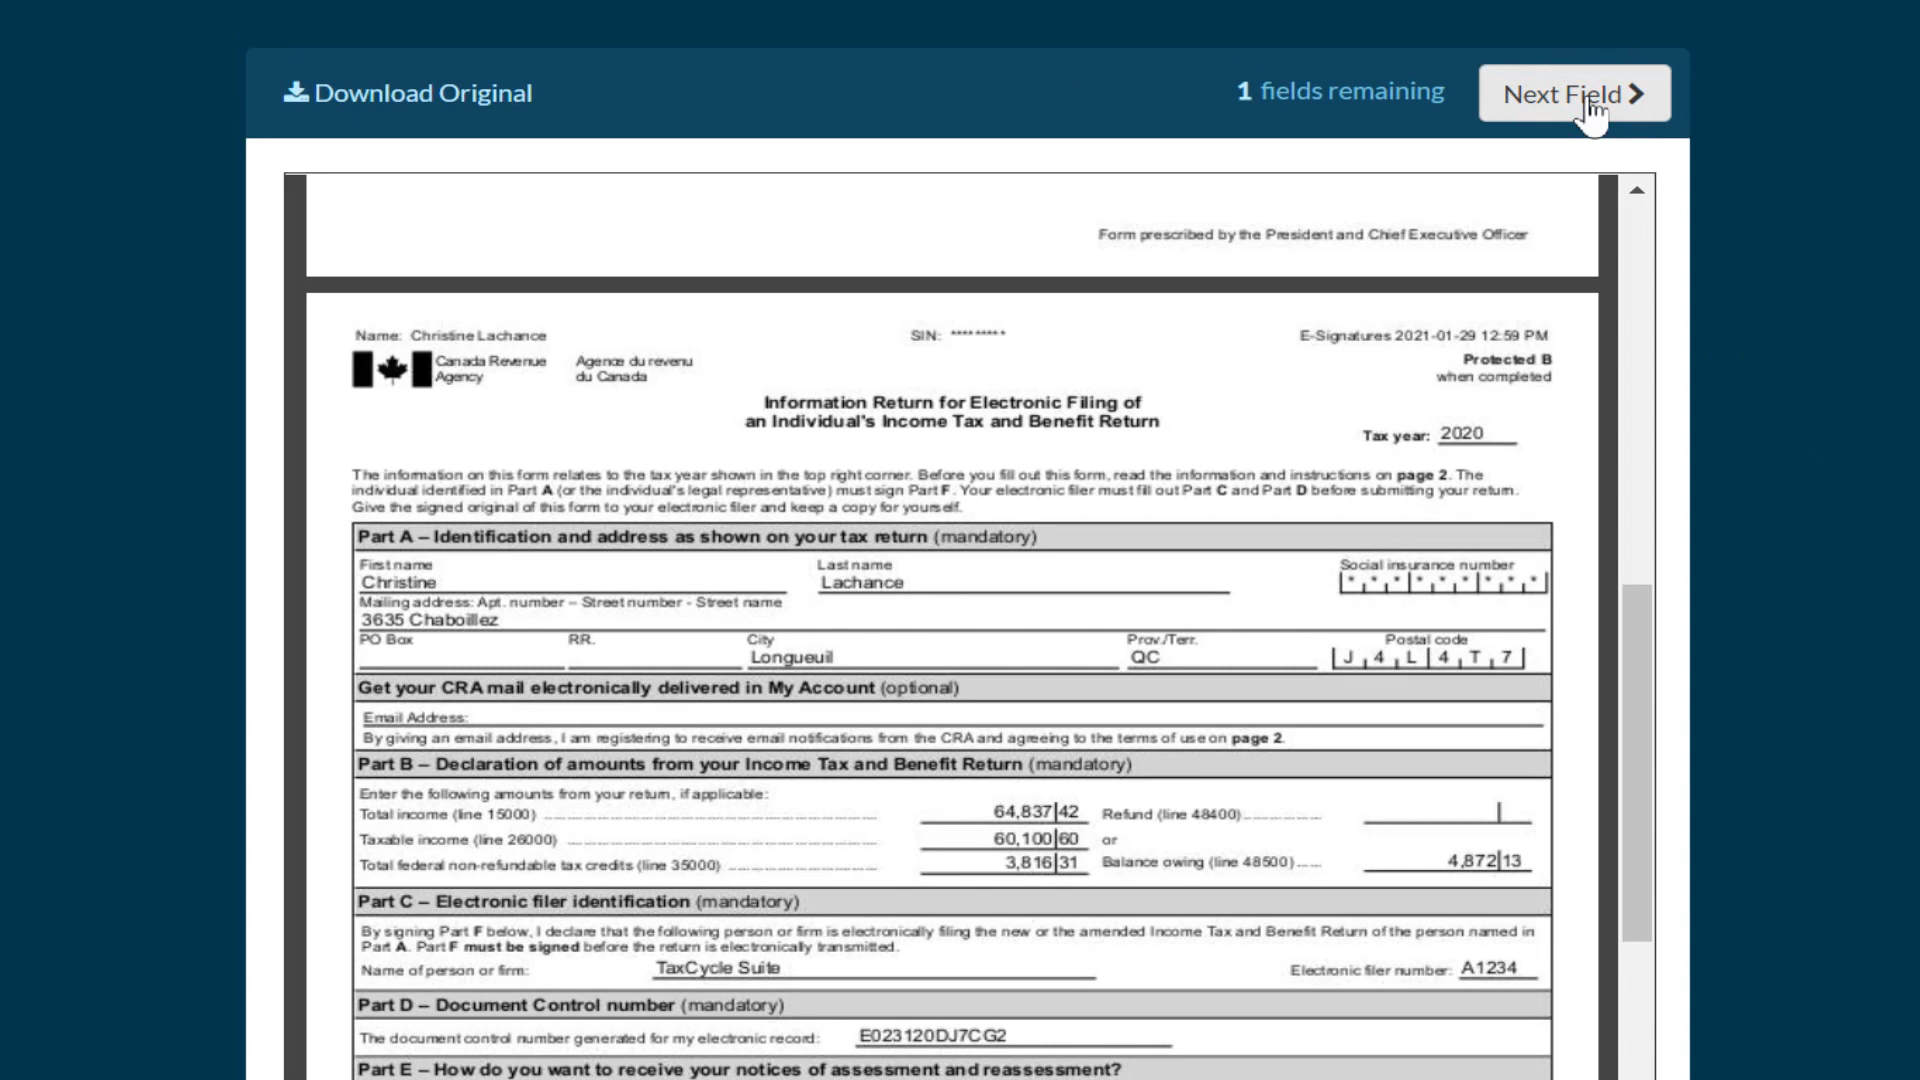 Download Original
1 fields remaining
Next Field
Form prescribed by the President and Chief Executive Officer
Name: Christine Lachance
SIN: *********
E-Signatures 2021-01-29 12:59 PM
Canada Revenue Agency
Agence du revenu du Canada
Protected B
when completed
Information Return for Electronic Filing of
an Individual's Income Tax and Benefit Return
Tax year: 2020
The information on this form relates to the tax year shown in the top right corner. Before you fill out this form, read the information and instructions on page 2. The
individual identified in Part A (or the individual's legal representative) must sign Part F. Your electronic filer must fill out Part C and Part D before submitting your return.
Give the signed original of this form to your electronic filer and keep a copy for yourself.
Part A – Identification and address as shown on your tax return (mandatory)
First name
Last name
Social insurance number
Christine
Lachance
*********
Mailing address: Apt. number – Street number - Street name
3635 Chaboillez
PO Box
RR.
City
Prov./Terr.
Postal code
Longueuil
QC
J 4 L 4 T 7
Get your CRA mail electronically delivered in My Account (optional)
Email Address:
By giving an email address, I am registering to receive email notifications from the CRA and agreeing to the terms of use on page 2.
Part B – Declaration of amounts from your Income Tax and Benefit Return (mandatory)
Enter the following amounts from your return, if applicable:
Total income (line 15000) 64,837|42 Refund (line 48400)
Taxable income (line 26000) 60,100|60 or
Total federal non-refundable tax credits (line 35000) 3,816|31 Balance owing (line 48500) 4,872|13
Part C – Electronic filer identification (mandatory)
By signing Part F below, I declare that the following person or firm is electronically filing the new or the amended Income Tax and Benefit Return of the person named in
Part A. Part F must be signed before the return is electronically transmitted.
Name of person or firm: TaxCycle Suite Electronic filer number: A1234
Part D – Document Control number (mandatory)
The document control number generated for my electronic record: E023120DJ7CG2
Part E – How do you want to receive your notices of assessment and reassessment?